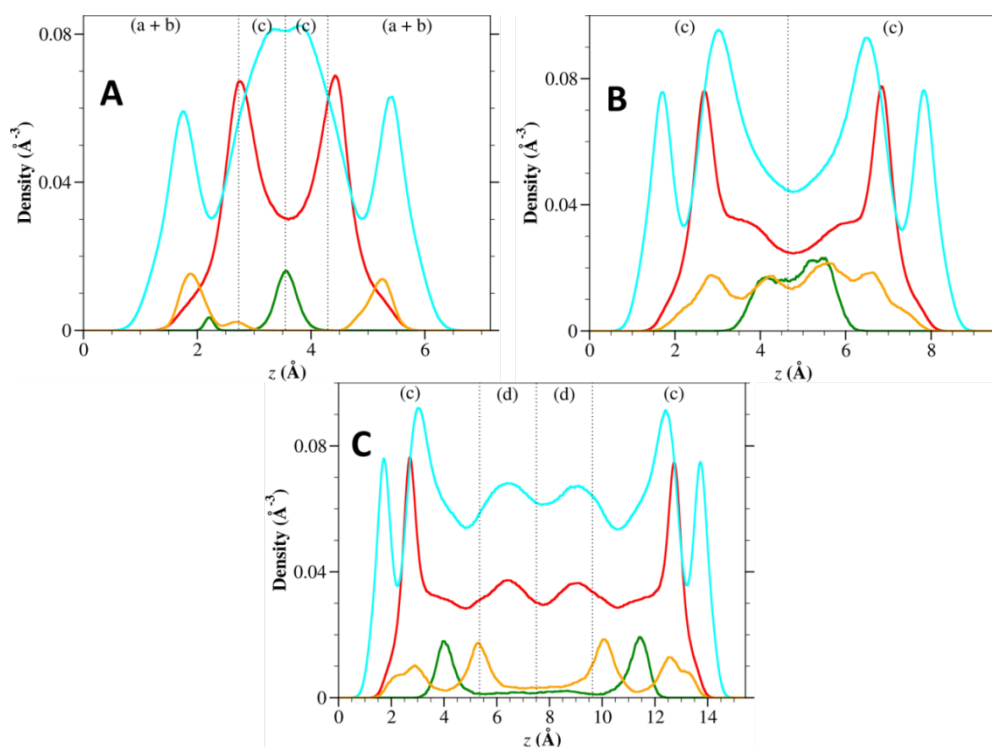 (a + b) (c) (c) (a + b)
A
Density (Å⁻³)
0.08
0.04
0
0 2 4 6
z (Å)
(c) (c)
B
Density (Å⁻³)
0.08
0.04
0
0 2 4 6 8
z (Å)
(c) (d) (d) (c)
C
Density (Å⁻³)
0.08
0.04
0
0 2 4 6 8 10 12 14
z (Å)